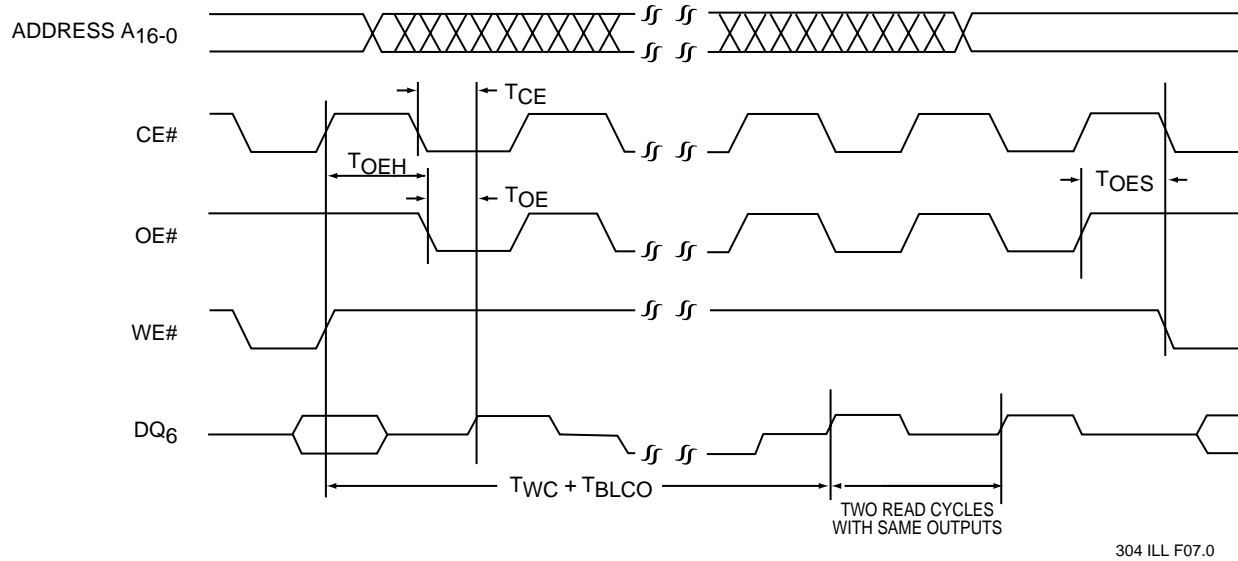 ADDRESS A16-0
TCE
CE#
TOEH
TOES
TOE
OE#
WE#
DQ6
TWC + TBLCO
TWO READ CYCLES
WITH SAME OUTPUTS
304 ILL F07.0